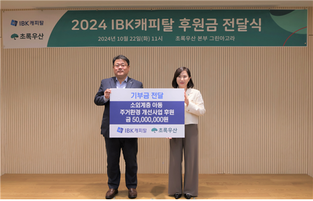 IBK캐피탈
초록우산
2024 IBK캐피탈 후원금 전달식
2024년 10월 22일(화) 11시 초록우산 본부 그린아고라
기부금 전달
소외계층 아동
주거환경 개선사업 후원
금 50,000,000원
IBK캐피탈 초록우산